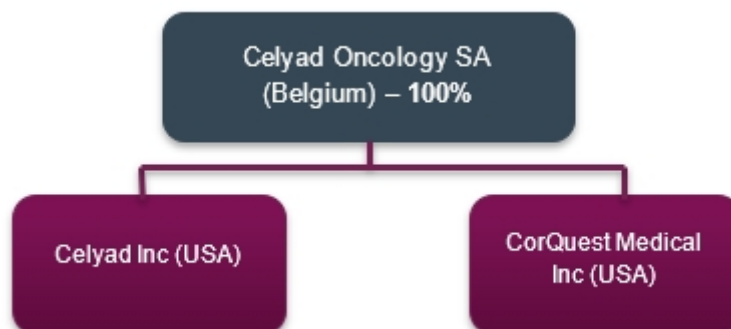 Celyad Oncology SA
(Belgium) – 100%
Celyad Inc (USA)
CorQuest Medical
Inc (USA)